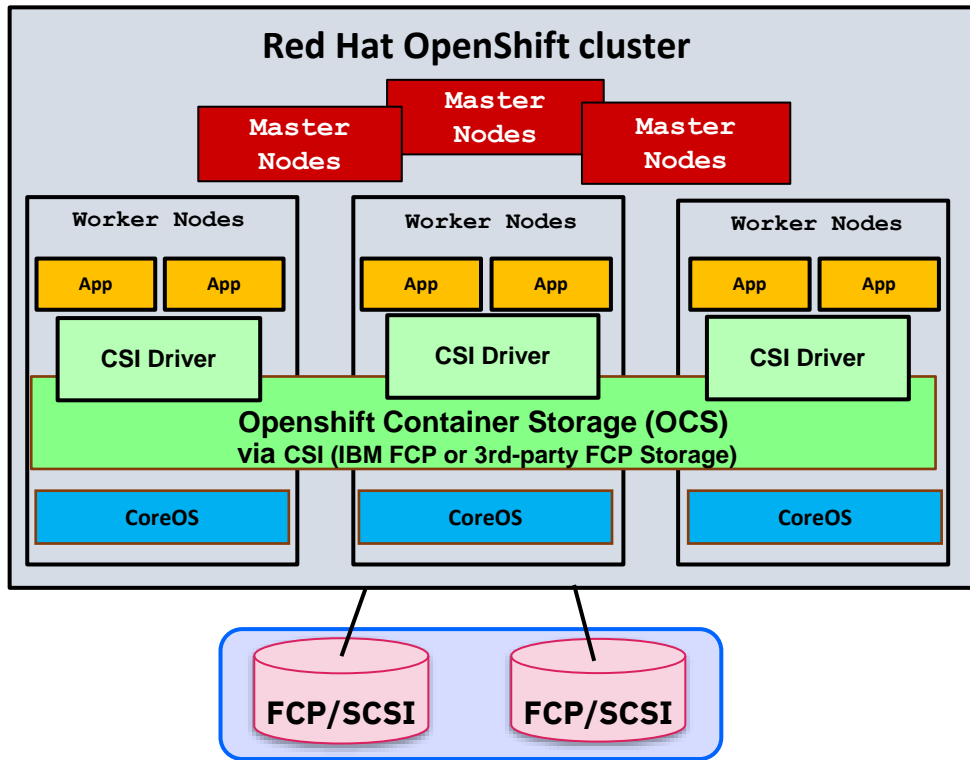 Red Hat OpenShift cluster
Master
Nodes
Master
Nodes
Master
Nodes
Worker Nodes
Worker Nodes
Worker Nodes
App
App
App
App
App
App
CSI Driver
CSI Driver
CSI Driver
Openshift Container Storage (OCS)
via CSI (IBM FCP or 3rd-party FCP Storage)
CoreOS
CoreOS
CoreOS
FCP/SCSI
FCP/SCSI